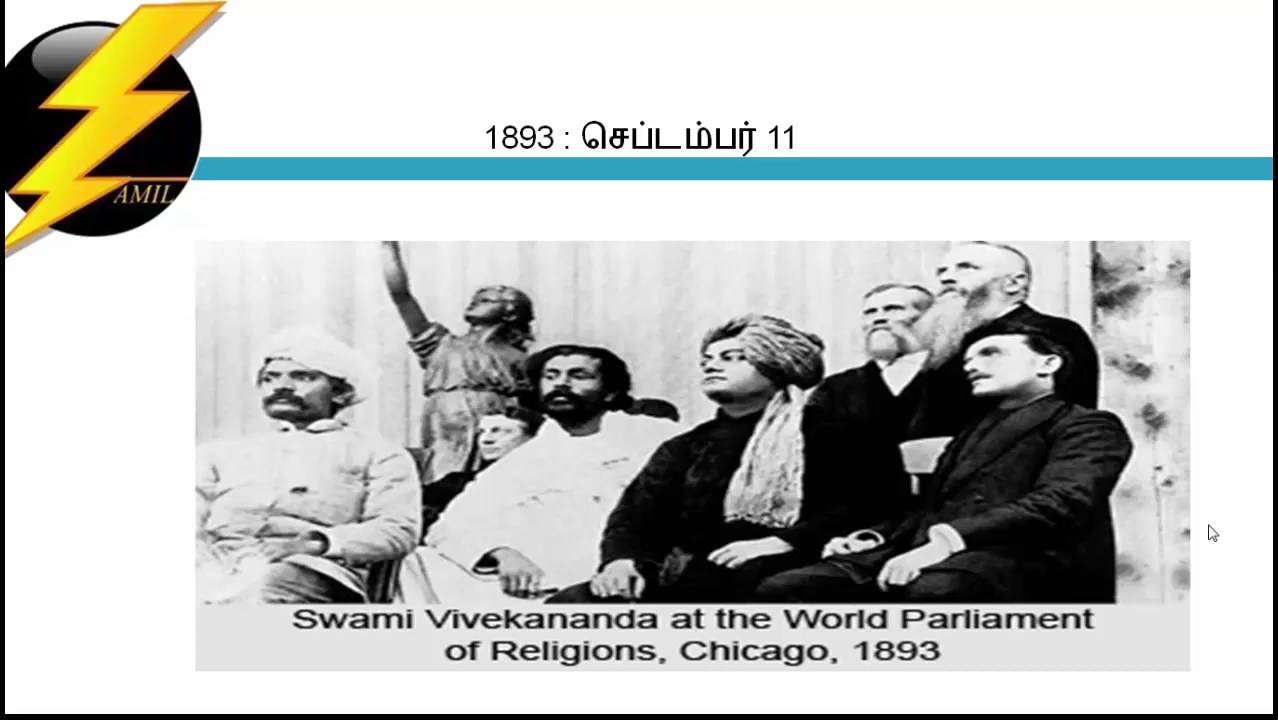 1893 : செப்டம்பர் 11
AMIL
Swami Vivekananda at the World Parliament
of Religions, Chicago, 1893